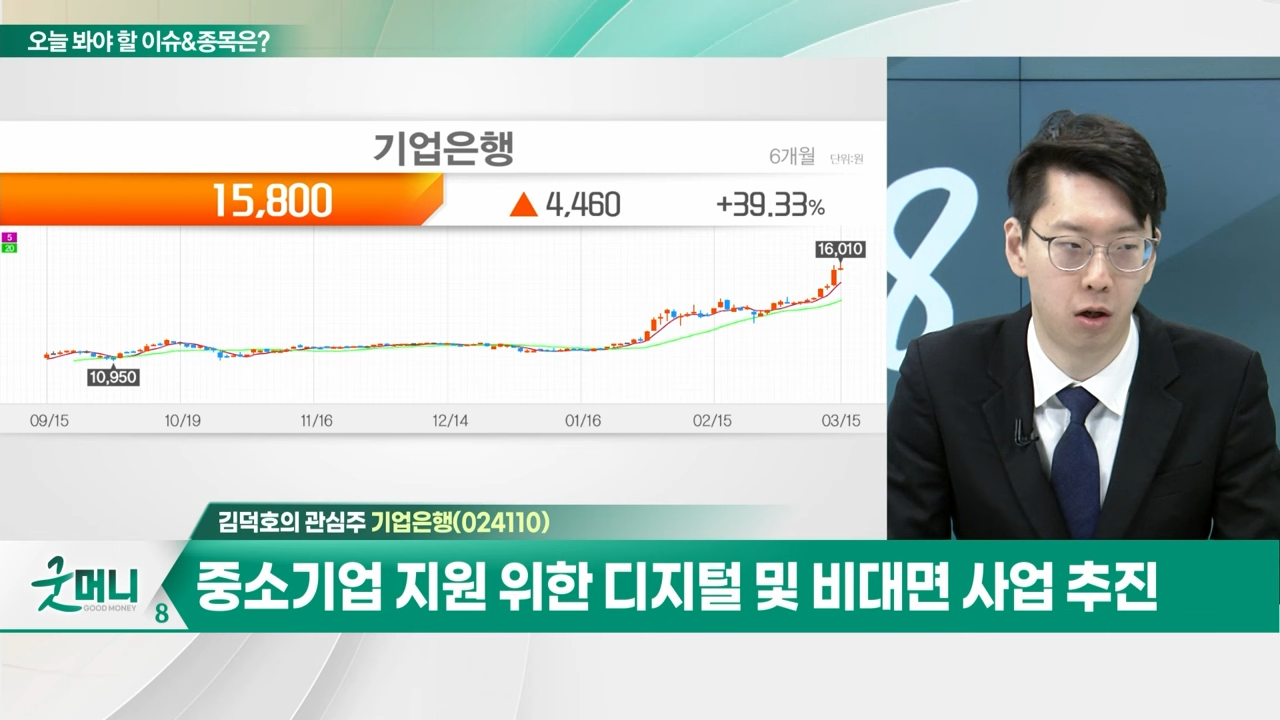 오늘 봐야 할 이슈&종목은?
기업은행
6개월 단위:원
15,800 ▲ 4,460 +39.33%
5
20
16,010
10,950
09/15 10/19 11/16 12/14 01/16 02/15 03/15
8
김덕호의 관심주 기업은행(024110)
굿머니
GOOD MONEY
8
중소기업 지원 위한 디지털 및 비대면 사업 추진